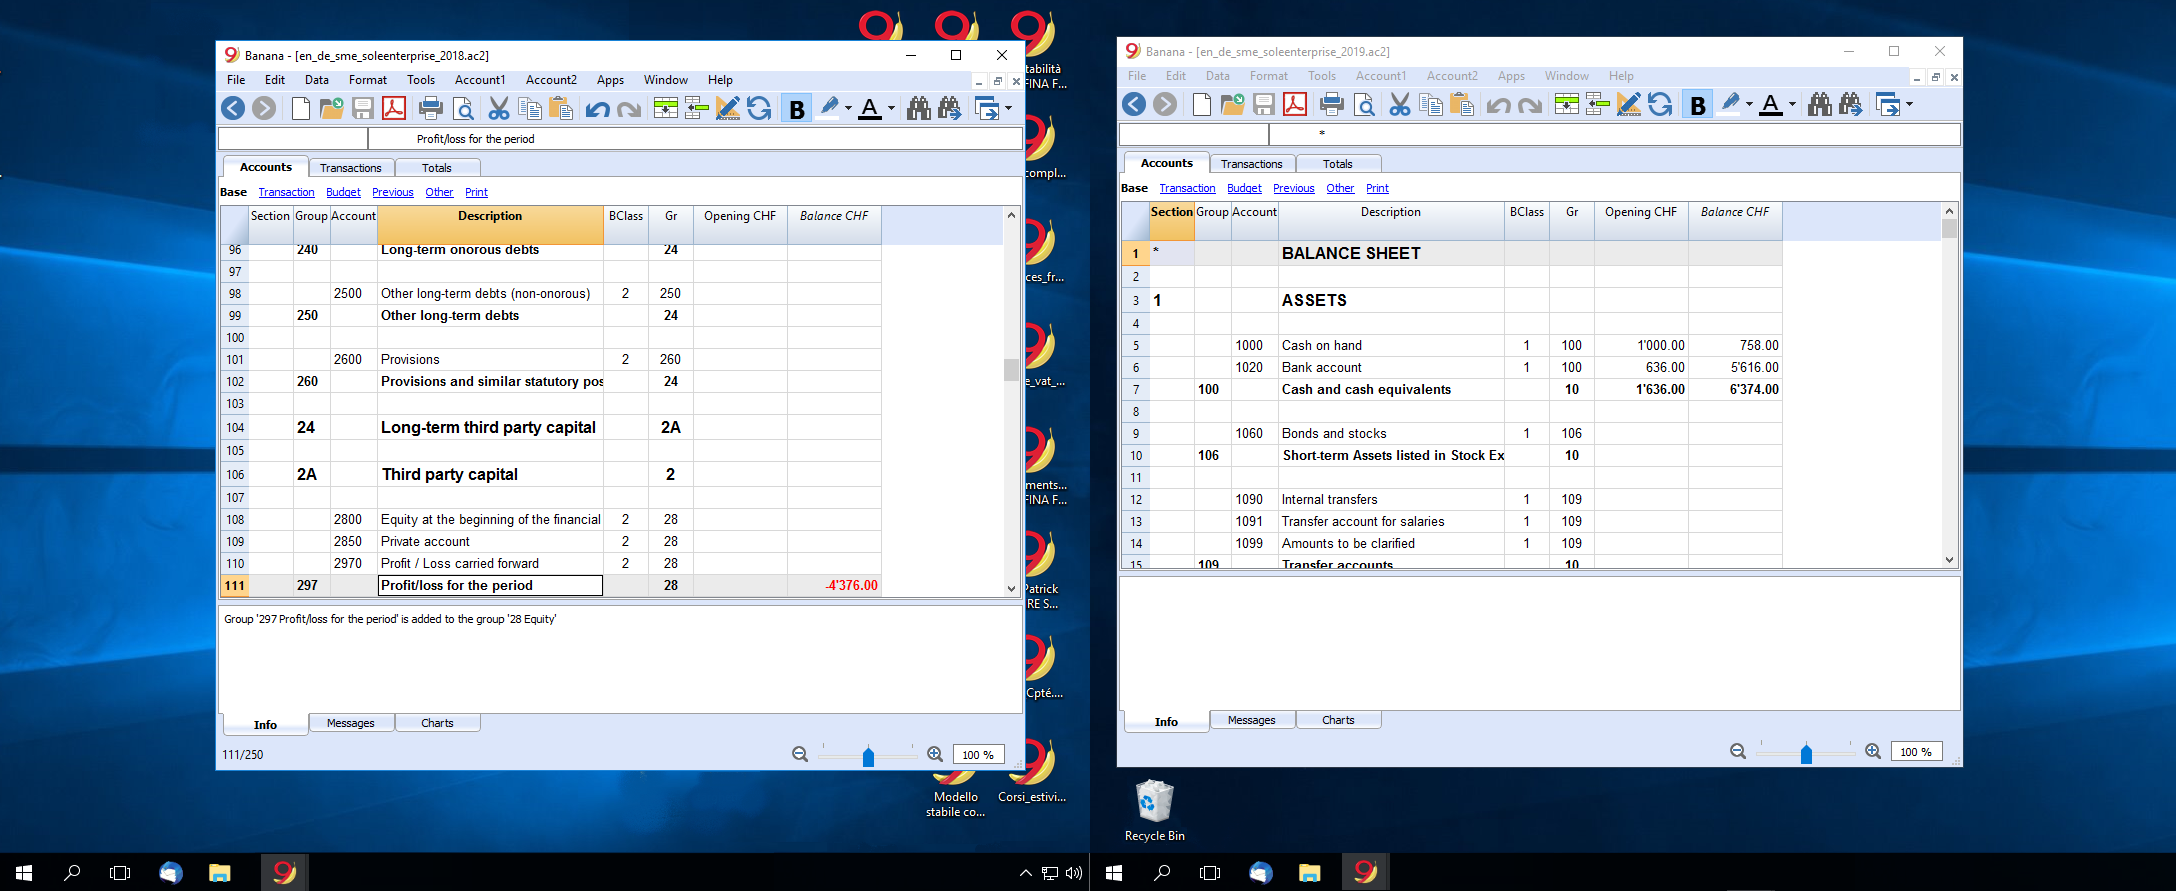 Banana - [en_de_sme_soleenterprise_2018.ac2]
File Edit Data Format Tools Account1 Account2 Apps Window Help
Profit/loss for the period
Accounts Transactions Totals
Base Transaction Budget Previous Other Print
Section Group Account Description BClass Gr Opening CHF Balance CHF
96 240 Long-term onorous debts 24
97
98 2500 Other long-term debts (non-onorous) 2 250
99 250 Other long-term debts 24
100
101 2600 Provisions 2 260
102 260 Provisions and similar statutory pos 24
103
104 24 Long-term third party capital 2A
105
106 2A Third party capital 2
107
108 2800 Equity at the beginning of the financial 2 28
109 2850 Private account 2 28
110 2970 Profit / Loss carried forward 2 28
111 297 Profit/loss for the period 28 -4'376.00
Group '297 Profit/loss for the period' is added to the group '28 Equity'
Info Messages Charts
111/250
100 %
tabilità
FINA F...
compl...
ces_fr...
e_vat_...
ments...
FINA F...
Patrick
RE S...
Cpté....
Modello
stabile co...
Corsi_estivi...
Banana - [en_de_sme_soleenterprise_2019.ac2]
File Edit Data Format Tools Account1 Account2 Apps Window Help
*
Accounts Transactions Totals
Base Transaction Budget Previous Other Print
Section Group Account Description BClass Gr Opening CHF Balance CHF
1 * BALANCE SHEET
2
3 1 ASSETS
4
5 1000 Cash on hand 1 100 1'000.00 758.00
6 1020 Bank account 1 100 636.00 5'616.00
7 100 Cash and cash equivalents 10 1'636.00 6'374.00
8
9 1060 Bonds and stocks 1 106
10 106 Short-term Assets listed in Stock Ex 10
11
12 1090 Internal transfers 1 109
13 1091 Transfer account for salaries 1 109
14 1099 Amounts to be clarified 1 109
15 109 Transfer accounts 10
Info Messages Charts
100 %
Recycle Bin